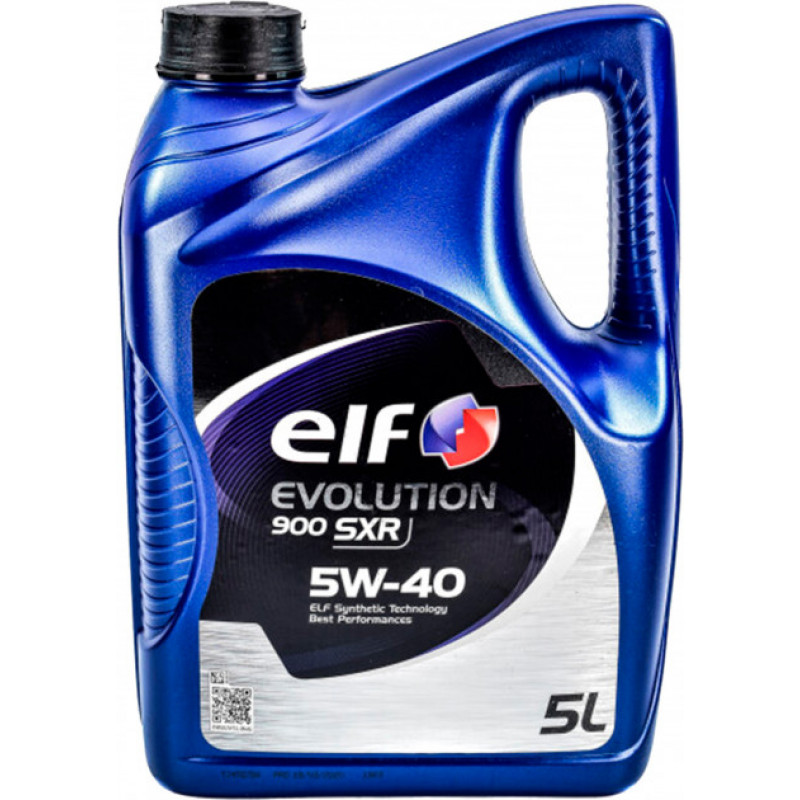 elf
EVOLUTION
900 SXR
5W-40
ELF Synthetic Technology
Best Performances
5L